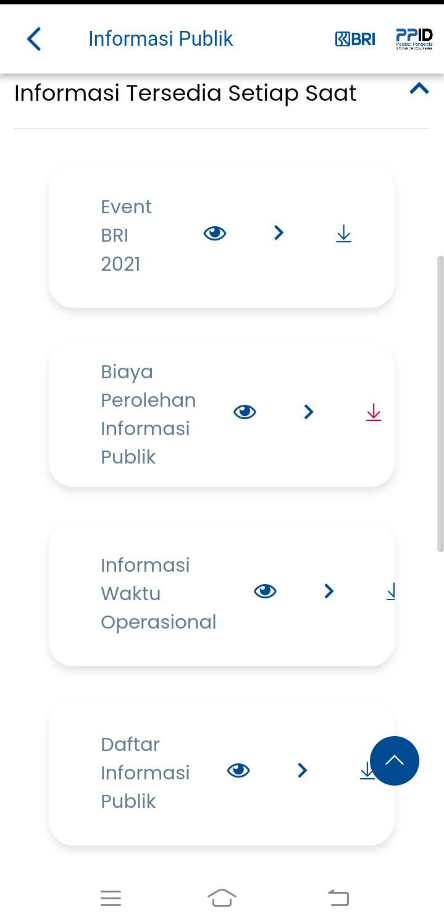 Informasi Publik
BRI
PPID
Informasi Tersedia Setiap Saat
Event
BRI
2021
Biaya
Perolehan
Informasi
Publik
Informasi
Waktu
Operasional
Daftar
Informasi
Publik